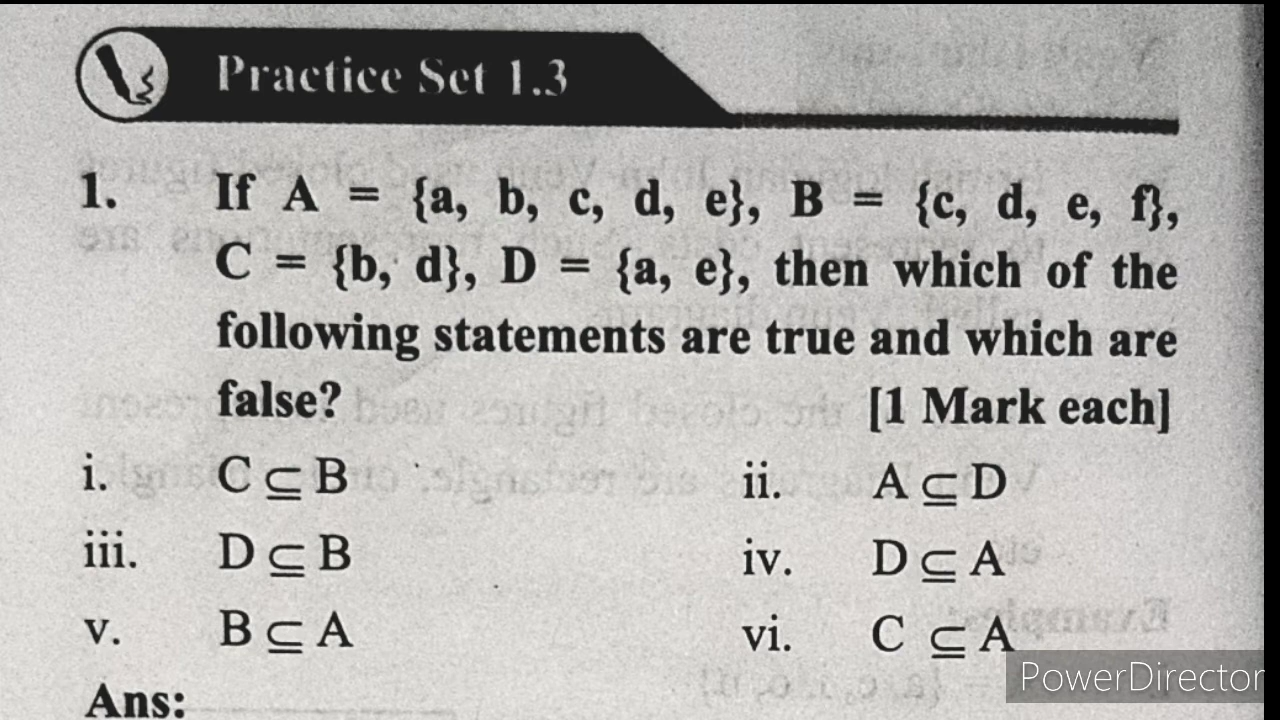 Practice Set 1.3
1. If A = {a, b, c, d, e}, B = {c, d, e, f},
C = {b, d}, D = {a, e}, then which of the
following statements are true and which are
false? [1 Mark each]
i. C ⊆ B ii. A ⊆ D
iii. D ⊆ B iv. D ⊆ A
v. B ⊆ A vi. C ⊆ A
Ans:
PowerDirector